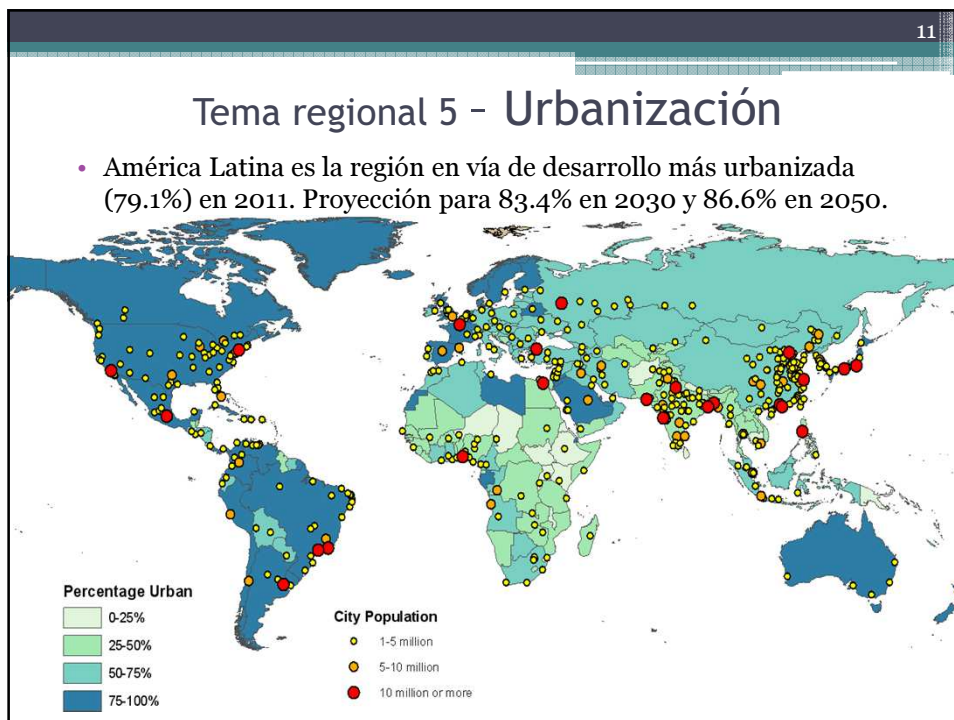 11
Tema regional 5 – Urbanización
• América Latina es la región en vía de desarrollo más urbanizada
(79.1%) en 2011. Proyección para 83.4% en 2030 y 86.6% en 2050.
Percentage Urban
0-25%
25-50%
50-75%
75-100%
City Population
1-5 million
5-10 million
10 million or more